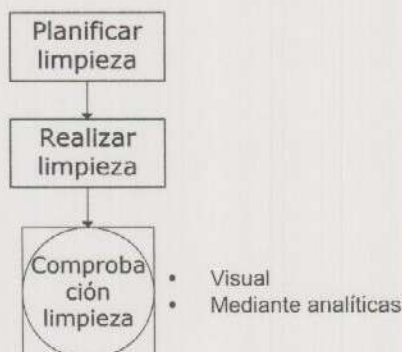 Planificar
limpieza
Realizar
limpieza
Comproba
ción
limpieza
• Visual
• Mediante analíticas